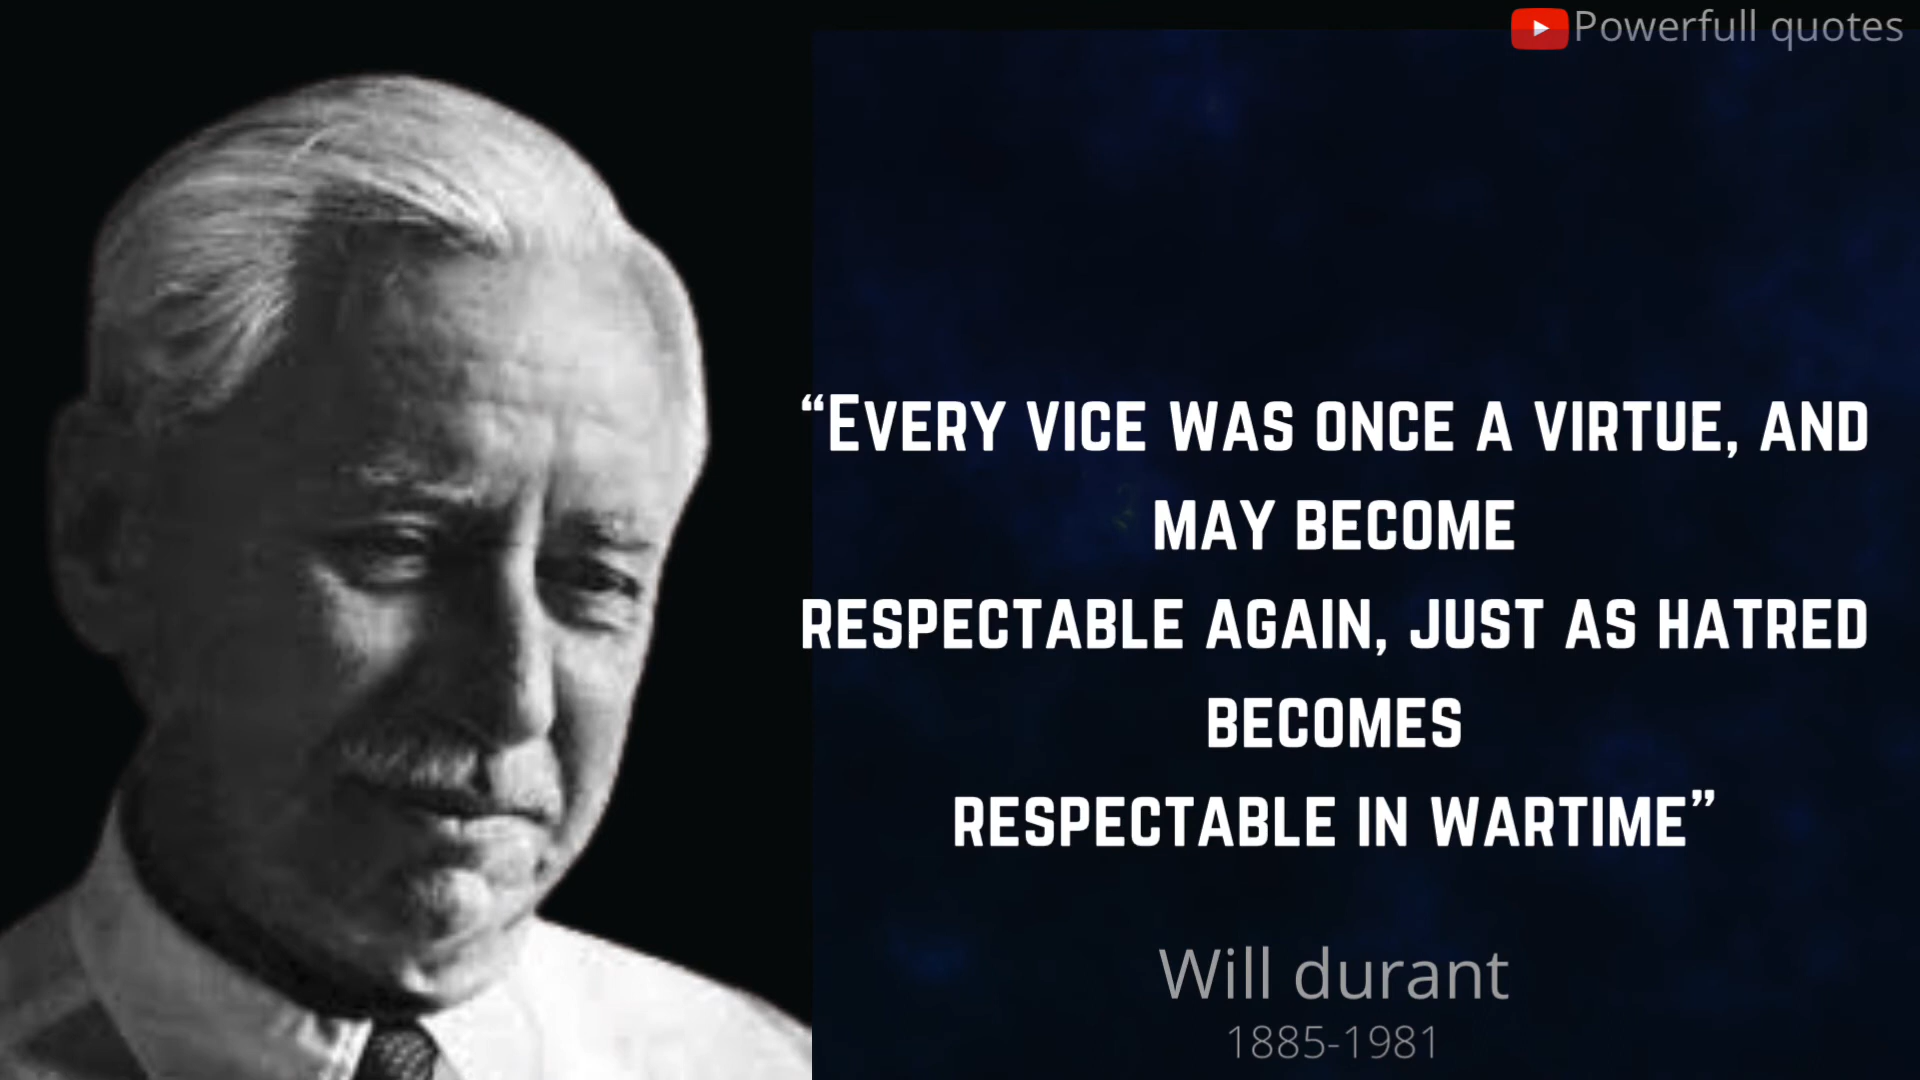 Powerfull quotes
“Every vice was once a virtue, and
may become
respectable again, just as hatred
becomes
respectable in wartime”
Will durant
1885-1981